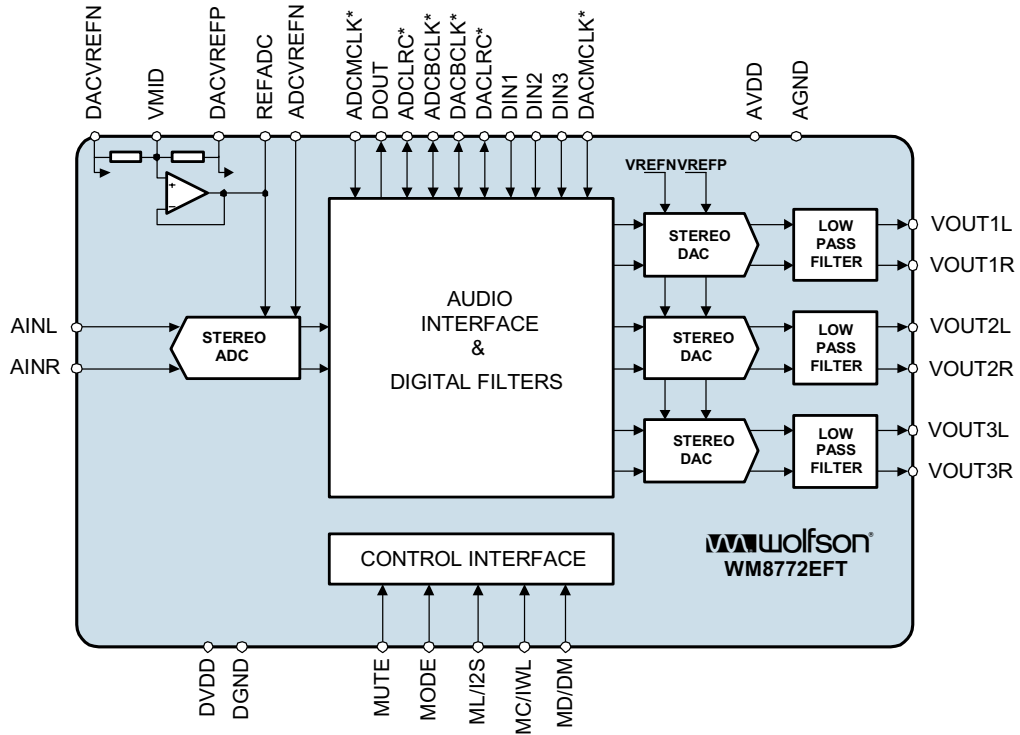 DACVREFN
VMID
DACVREFP
REFADC
ADCVREFN
ADCMCLK*
DOUT
ADCLRC*
ADCBCLK*
DACBCLK*
DACLRC*
DIN1
DIN2
DIN3
DACMCLK*
AVDD
AGND
+
−
VREFN VREFP
STEREO
DAC
LOW
PASS
FILTER
VOUT1L
VOUT1R
AINL
AINR
STEREO
ADC
AUDIO
INTERFACE
&
DIGITAL FILTERS
STEREO
DAC
LOW
PASS
FILTER
VOUT2L
VOUT2R
STEREO
DAC
LOW
PASS
FILTER
VOUT3L
VOUT3R
CONTROL INTERFACE
wolfson®
WM8772EFT
DVDD
DGND
MUTE
MODE
ML/I2S
MC/IWL
MD/DM